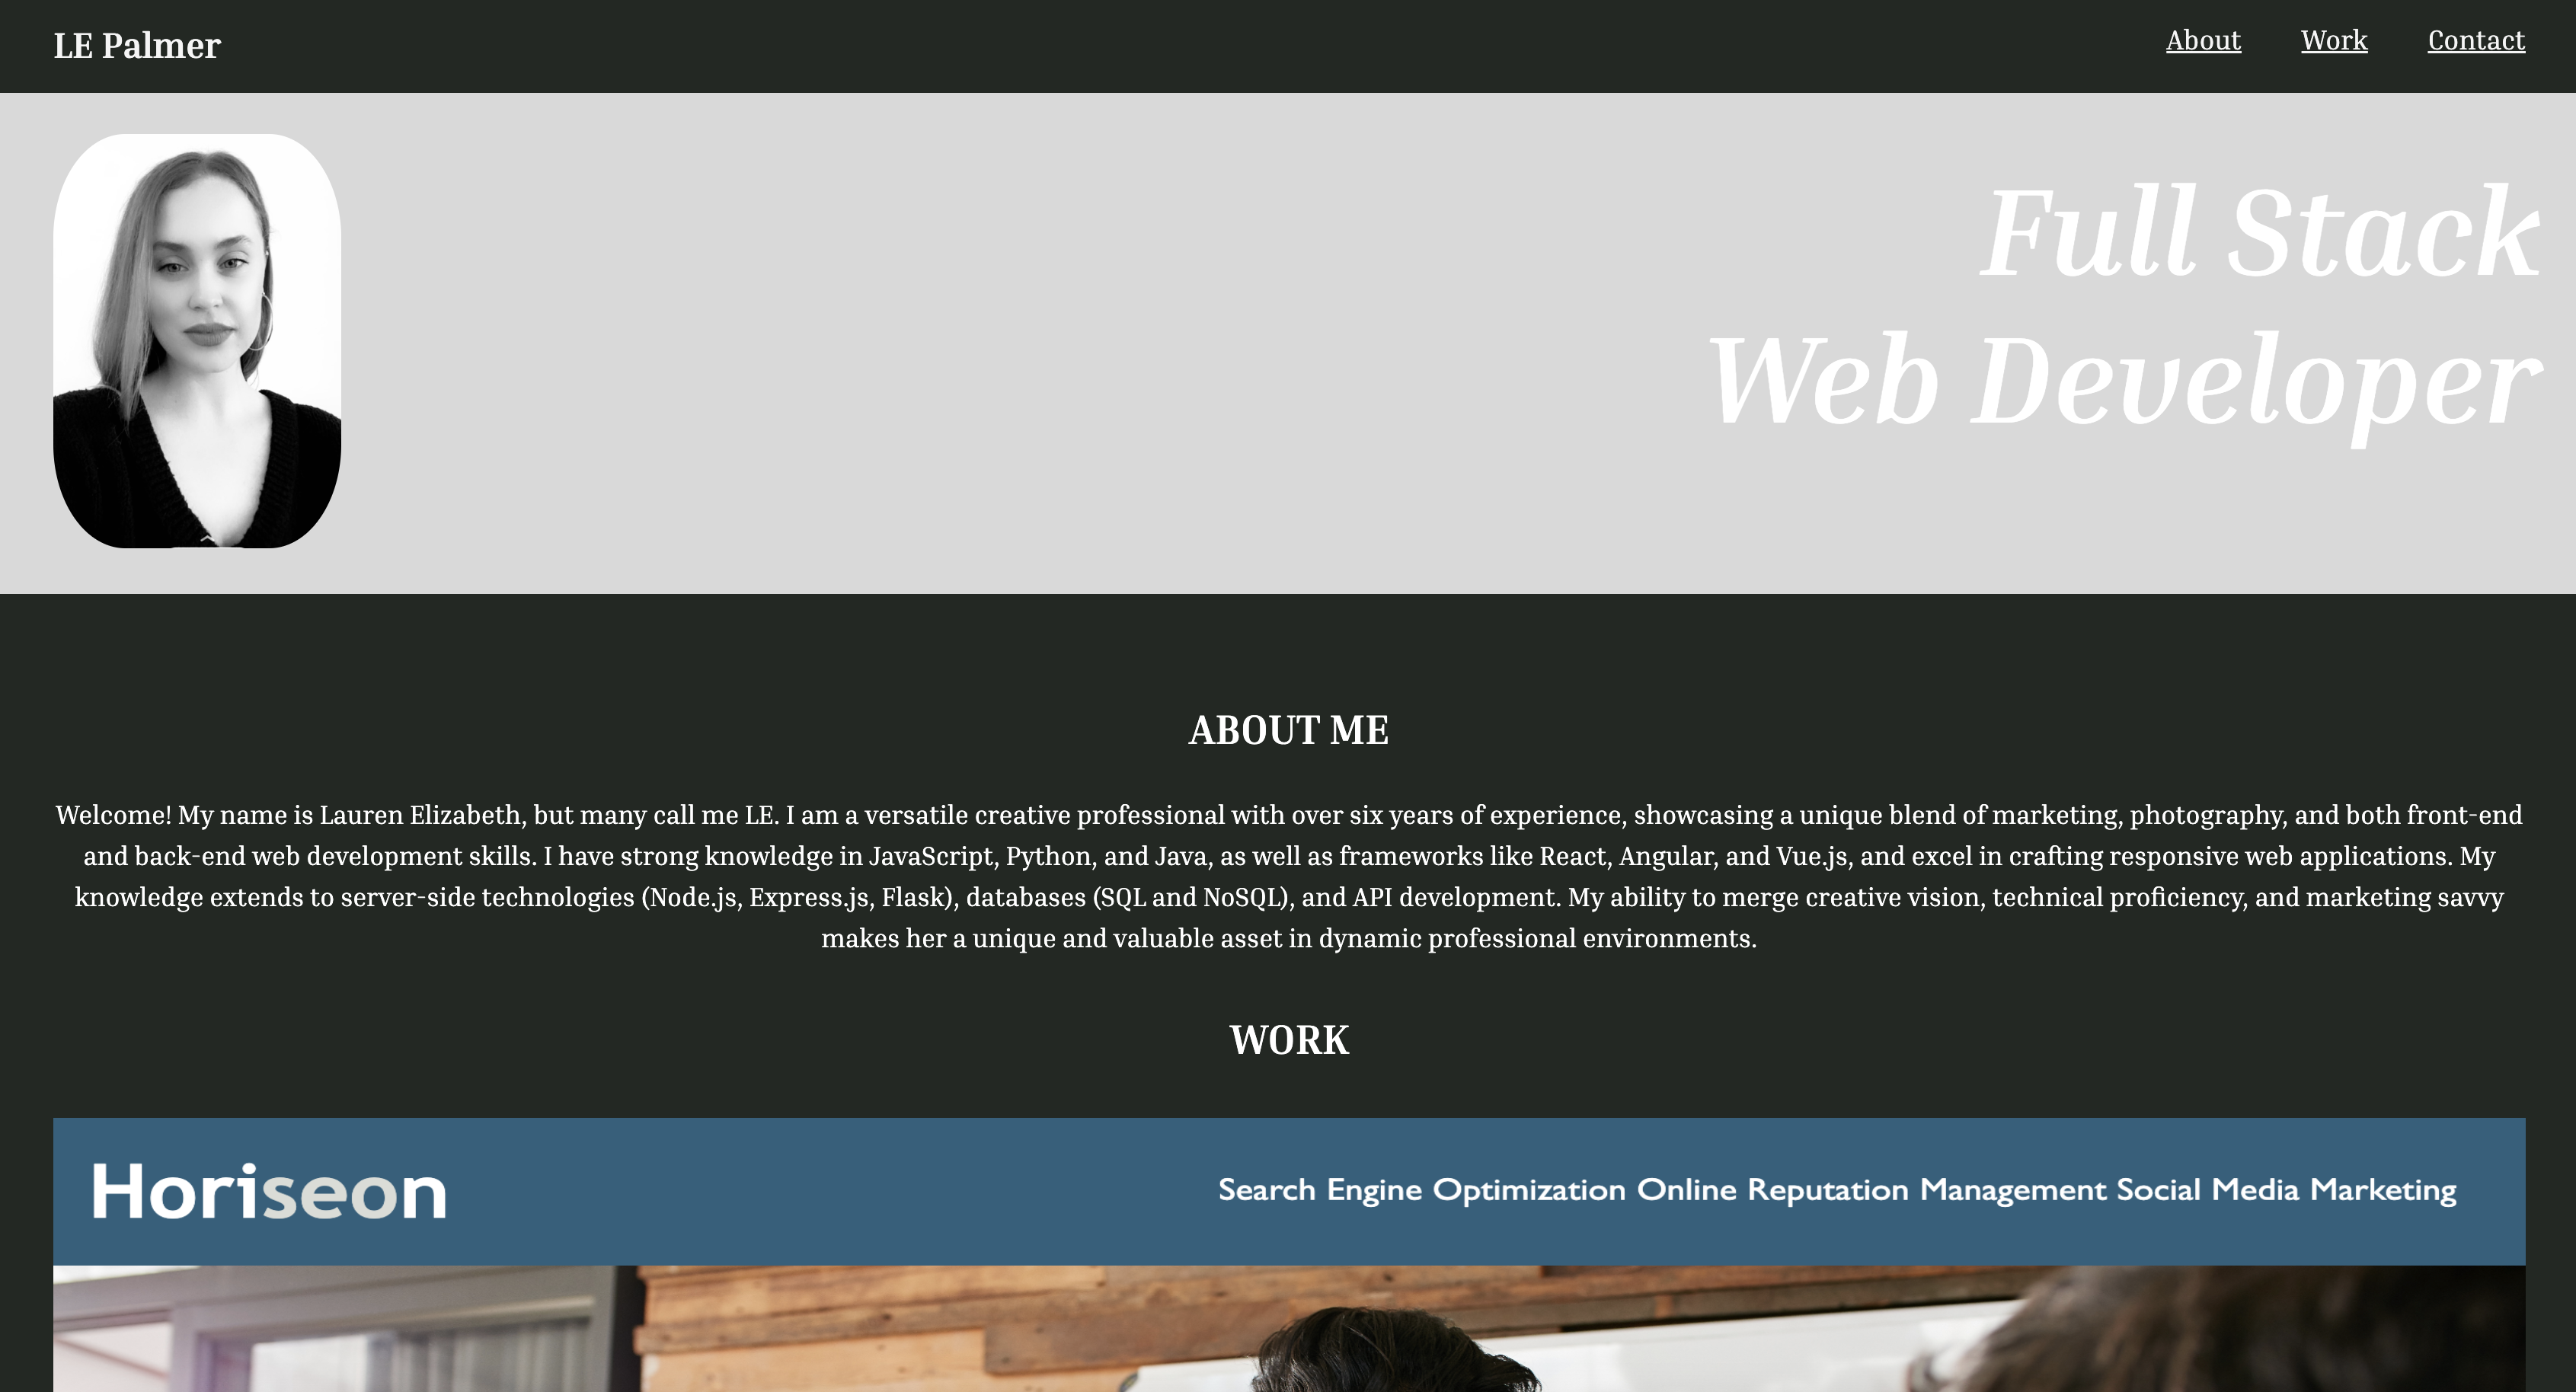 LE Palmer
About Work Contact
Full Stack
Web Developer
ABOUT ME
Welcome! My name is Lauren Elizabeth, but many call me LE. I am a versatile creative professional with over six years of experience, showcasing a unique blend of marketing, photography, and both front-end
and back-end web development skills. I have strong knowledge in JavaScript, Python, and Java, as well as frameworks like React, Angular, and Vue.js, and excel in crafting responsive web applications. My
knowledge extends to server-side technologies (Node.js, Express.js, Flask), databases (SQL and NoSQL), and API development. My ability to merge creative vision, technical proficiency, and marketing savvy
makes her a unique and valuable asset in dynamic professional environments.
WORK
Horiseon
Search Engine Optimization Online Reputation Management Social Media Marketing